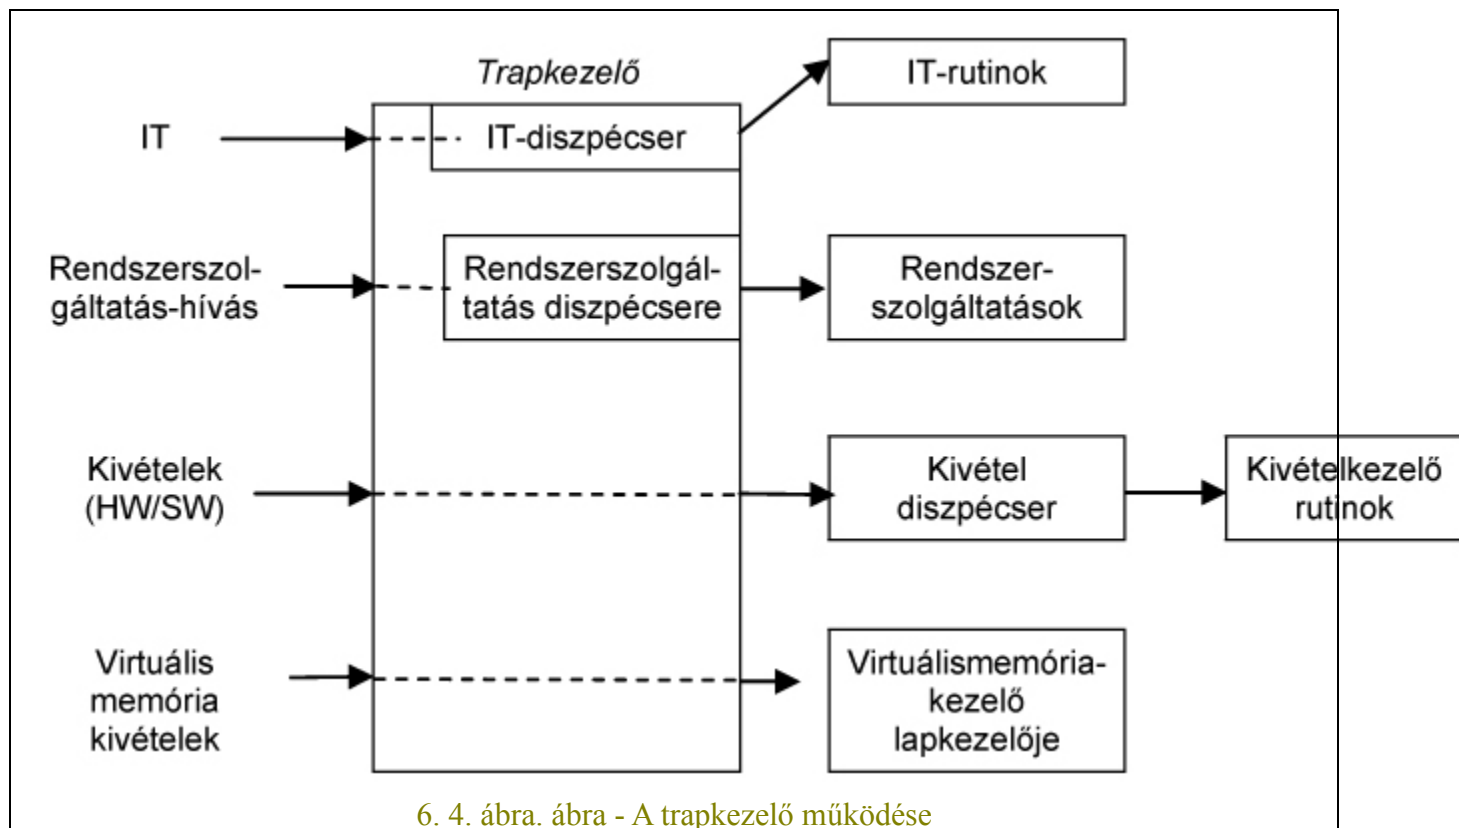 Trapkezelő
IT
IT-diszpécser
IT-rutinok
Rendszerszol-
gáltatás-hívás
Rendszerszolgál-
tatás diszpécsere
Rendszer-
szolgáltatások
Kivételek
(HW/SW)
Kivétel
diszpécser
Kivételkezelő
rutinok
Virtuális
memória
kivételek
Virtuálismemória-
kezelő
lapkezelője
6. 4. ábra. ábra - A trapkezelő működése